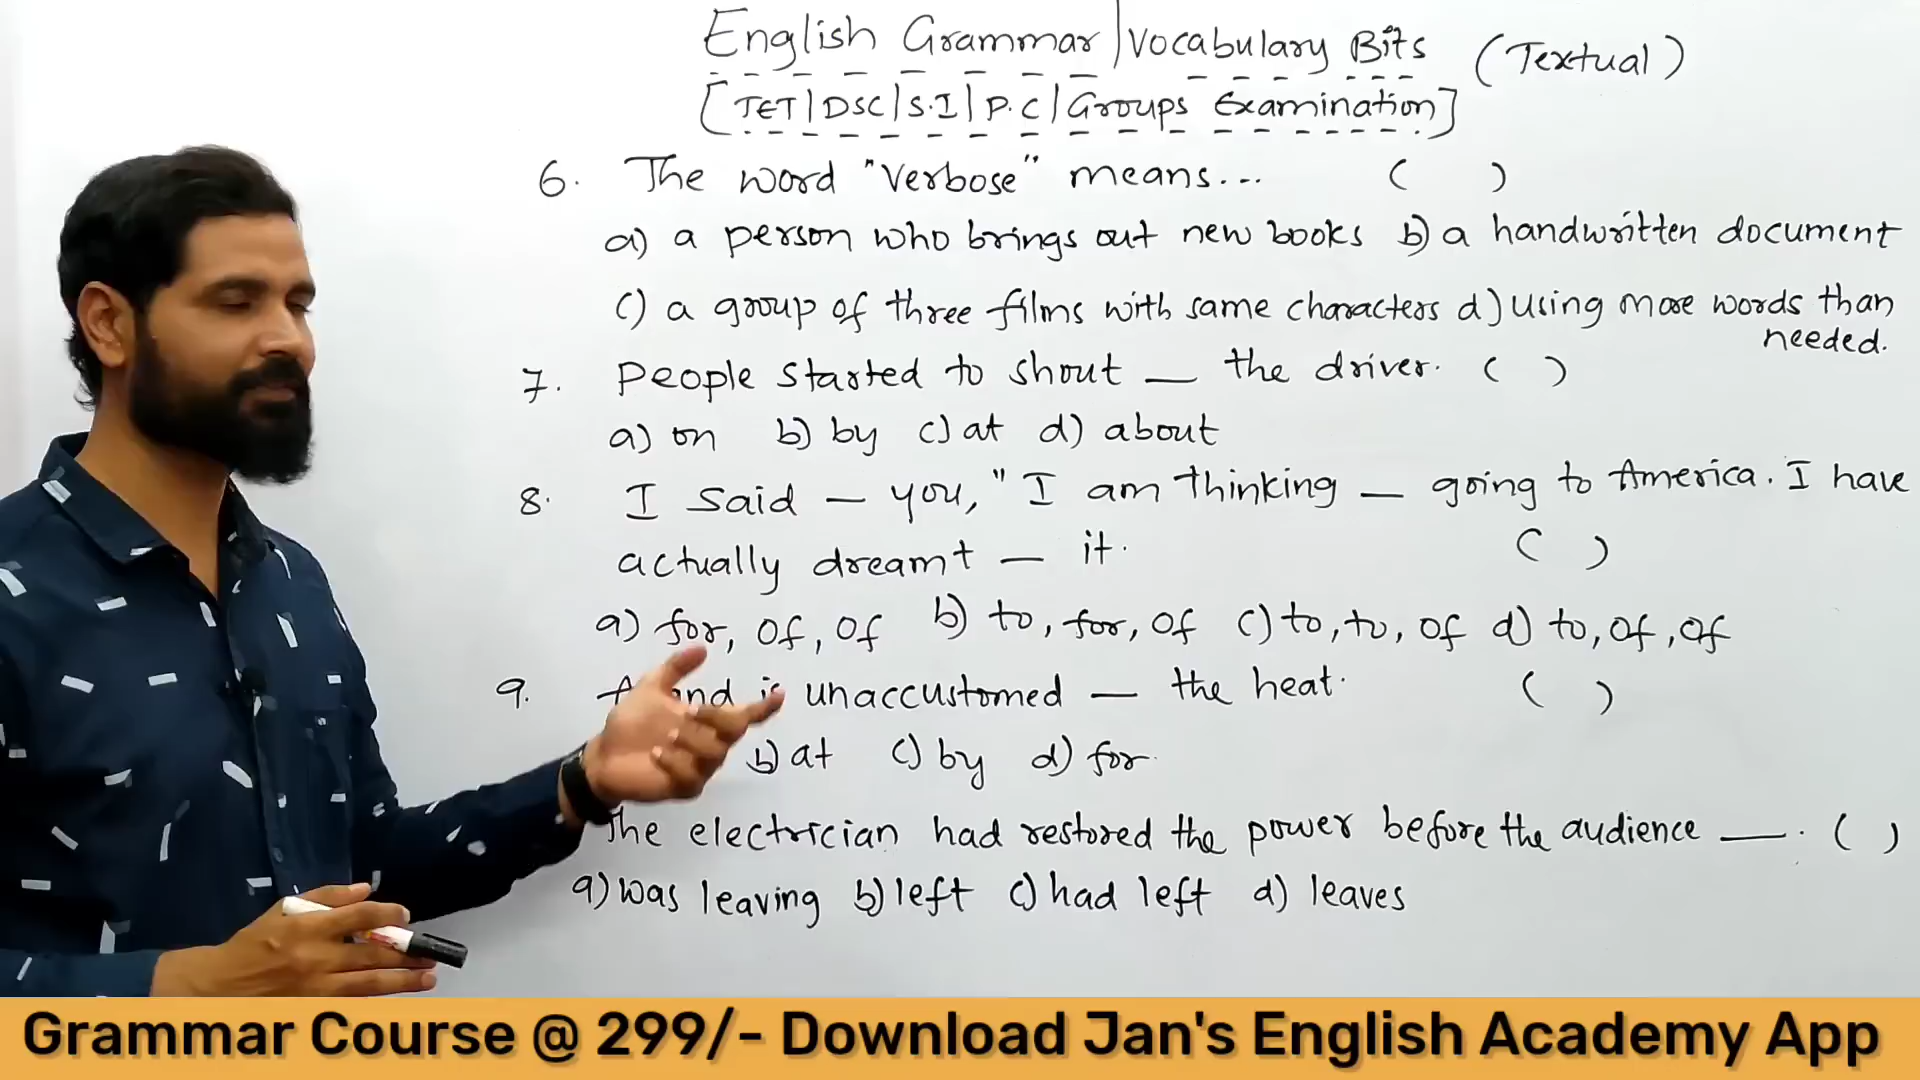 English Grammar | Vocabulary Bits (Textual)
[TET|DSC|S.I|P.C|Groups Examination]
6. The word "Verbose" means... ( )
a) a person who brings out new books b) a handwritten document
c) a group of three films with same characters d) using more words than
needed.
7. People started to shout — the driver. ( )
a) on b) by c) at d) about
8. I said — you, "I am thinking — going to America. I have
actually dreamt — it. ( )
a) for, of, of b) to, for, of c) to, to, of d) to, of, of
9. is unaccustomed — the heat. ( )
b) at c) by d) for
The electrician had restored the power before the audience —. ( )
a) was leaving b) left c) had left d) leaves
Grammar Course @ 299/- Download Jan's English Academy App